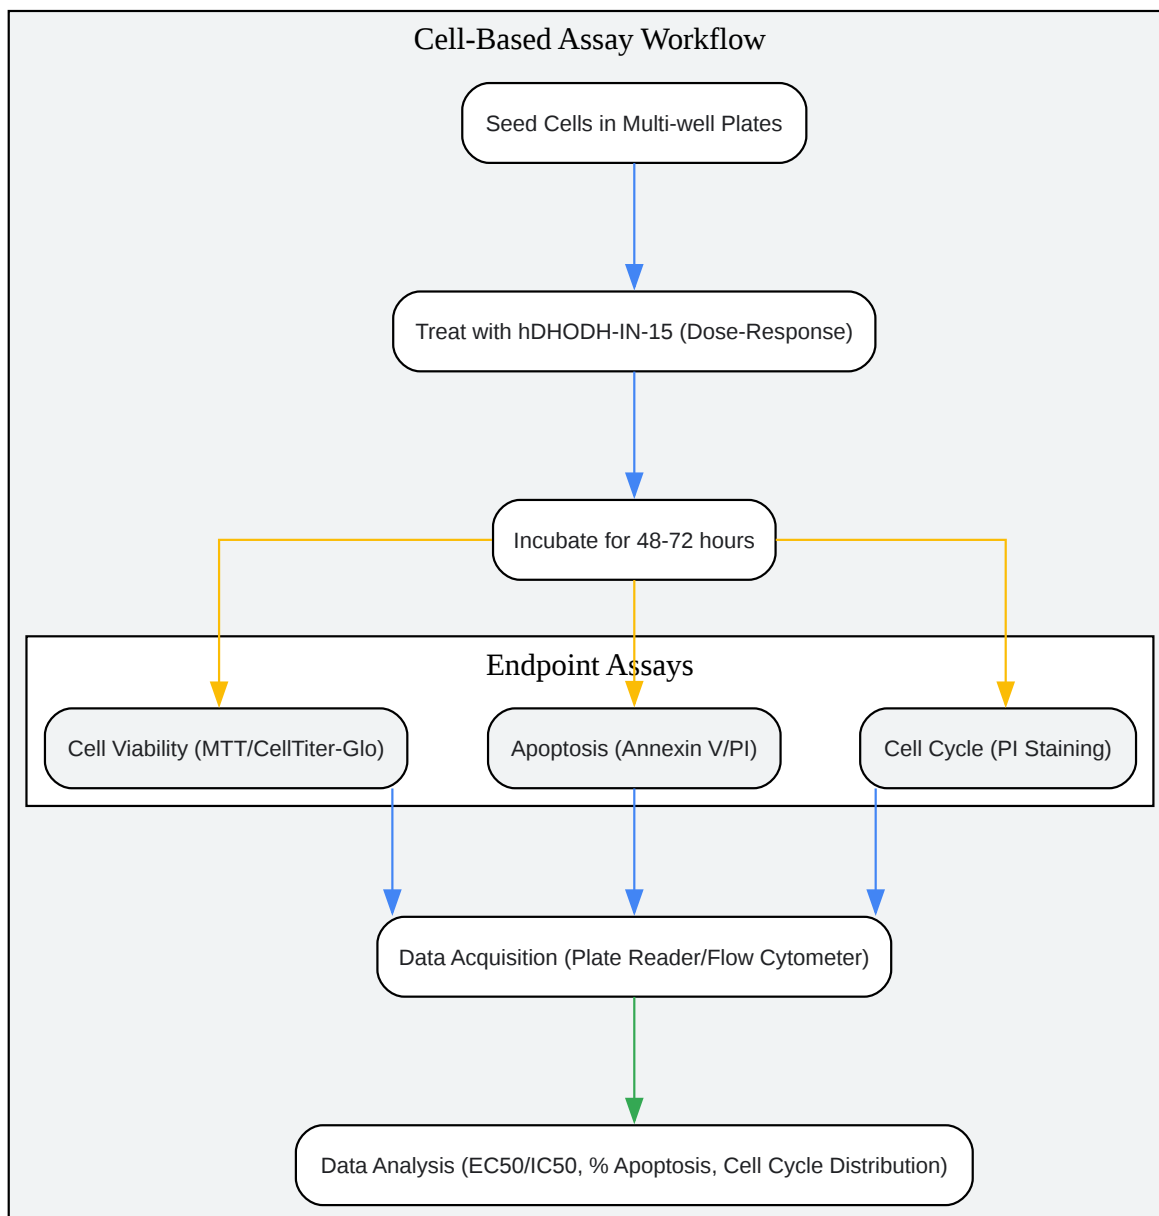 Cell-Based Assay Workflow
Seed Cells in Multi-well Plates
Treat with hDHODH-IN-15 (Dose-Response)
Incubate for 48-72 hours
Endpoint Assays
Cell Viability (MTT/CellTiter-Glo)
Apoptosis (Annexin V/PI)
Cell Cycle (PI Staining)
Data Acquisition (Plate Reader/Flow Cytometer)
Data Analysis (EC50/IC50, % Apoptosis, Cell Cycle Distribution)